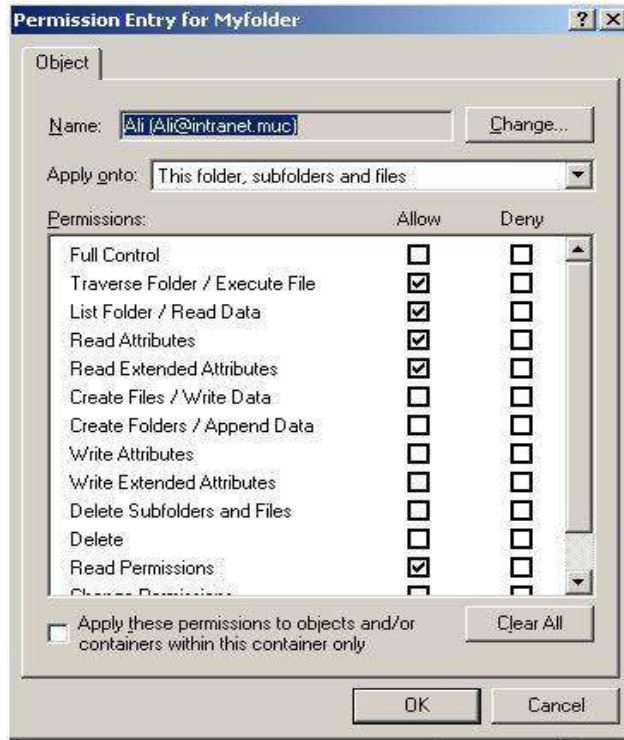 Permission Entry for Myfolder
Object
Name: Ali (Ali@intranet.muc) Change...
Apply onto: This folder, subfolders and files
Permissions: Allow Deny
Full Control
Traverse Folder / Execute File
List Folder / Read Data
Read Attributes
Read Extended Attributes
Create Files / Write Data
Create Folders / Append Data
Write Attributes
Write Extended Attributes
Delete Subfolders and Files
Delete
Read Permissions
Change Permissions
Apply these permissions to objects and/or
containers within this container only
Clear All
OK Cancel